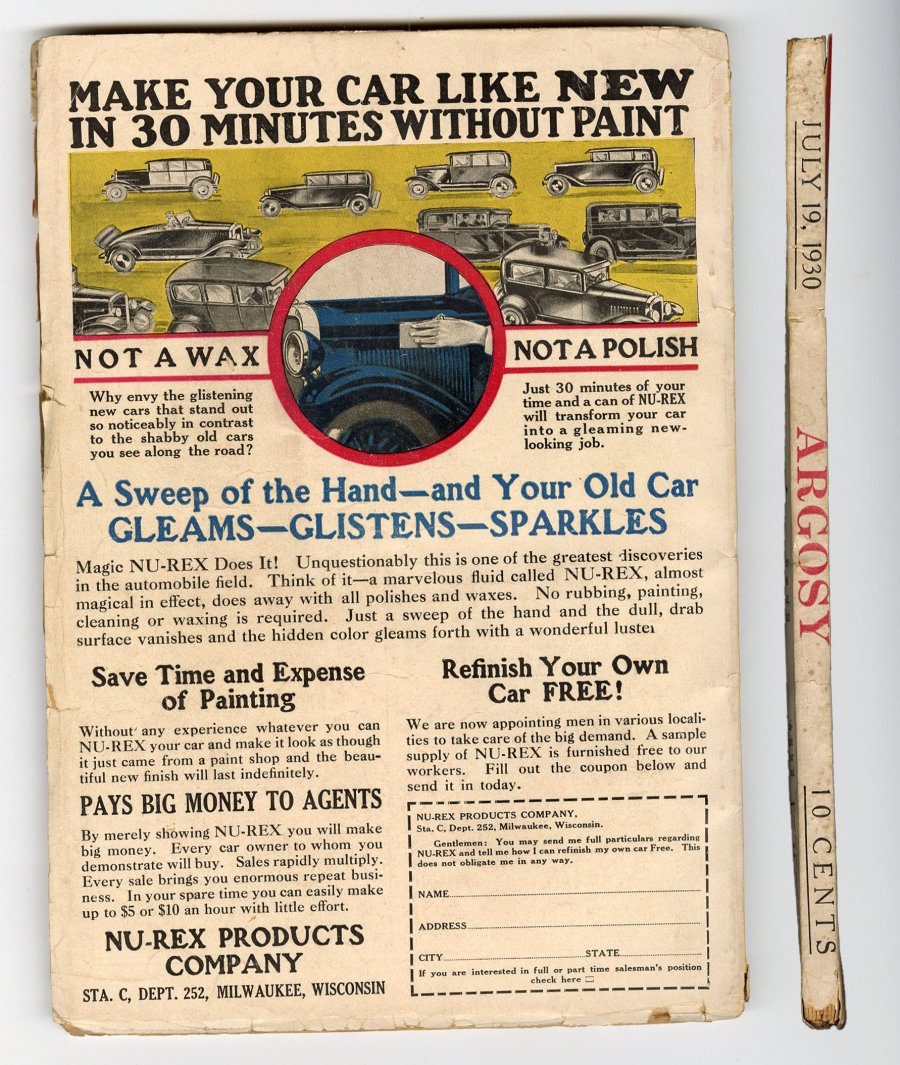 MAKE YOUR CAR LIKE NEW
IN 30 MINUTES WITHOUT PAINT
NOT A WAX
NOT A POLISH
Why envy the glistening
new cars that stand out
so noticeably in contrast
to the shabby old cars
you see along the road?
Just 30 minutes of your
time and a can of NU-REX
will transform your car
into a gleaming new-
looking job.
A Sweep of the Hand—and Your Old Car
GLEAMS—GLISTENS—SPARKLES
Magic NU-REX Does It! Unquestionably this is one of the greatest discoveries
in the automobile field. Think of it—a marvelous fluid called NU-REX, almost
magical in effect, does away with all polishes and waxes. No rubbing, painting,
cleaning or waxing is required. Just a sweep of the hand and the dull, drab
surface vanishes and the hidden color gleams forth with a wonderful luster
Save Time and Expense
of Painting
Without any experience whatever you can
NU-REX your car and make it look as though
it just came from a paint shop and the beau-
tiful new finish will last indefinitely.
PAYS BIG MONEY TO AGENTS
By merely showing NU-REX you will make
big money. Every car owner to whom you
demonstrate will buy. Sales rapidly multiply.
Every sale brings you enormous repeat busi-
ness. In your spare time you can easily make
up to $5 or $10 an hour with little effort.
NU-REX PRODUCTS
COMPANY
STA. C, DEPT. 252, MILWAUKEE, WISCONSIN
Refinish Your Own
Car FREE!
We are now appointing men in various locali-
ties to take care of the big demand. A sample
supply of NU-REX is furnished free to our
workers. Fill out the coupon below and
send it in today.
NU-REX PRODUCTS COMPANY,
Sta. C, Dept. 252, Milwaukee, Wisconsin.
Gentlemen: You may send me full particulars regarding
NU-REX and tell me how I can refinish my own car Free. This
does not obligate me in any way.
NAME
ADDRESS
CITY STATE
If you are interested in full or part time salesman's position
check here
JULY 19, 1930
ARGOSY
10 CENTS